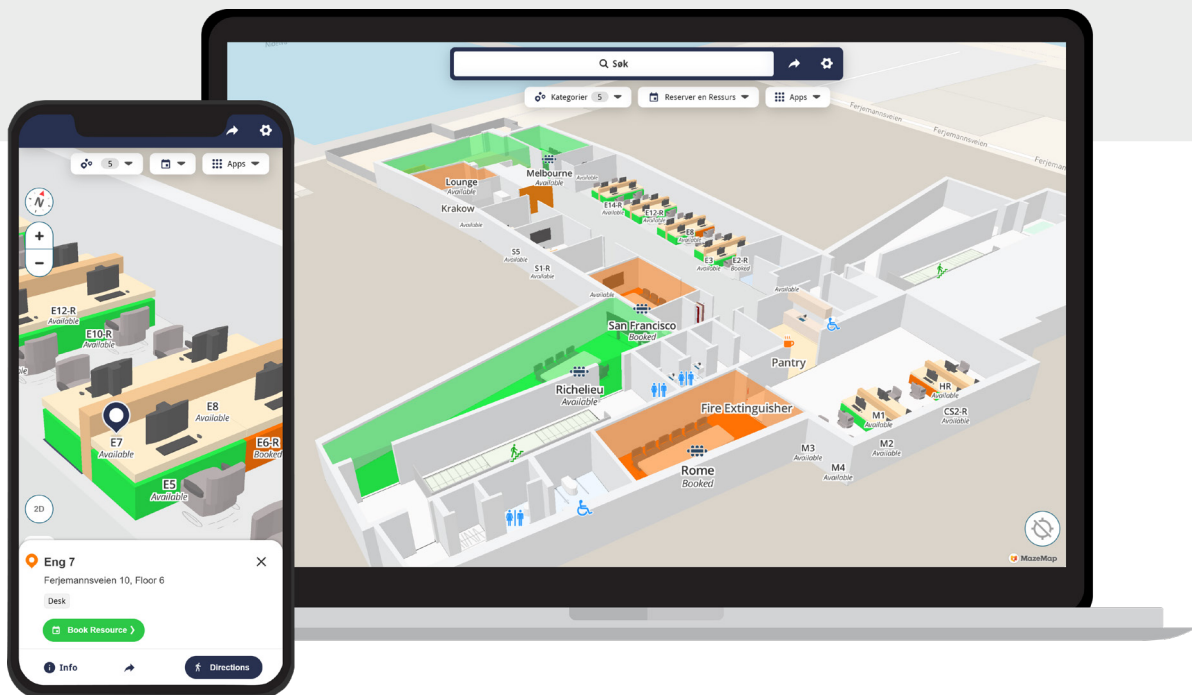 Apps
5
N
+
−
E12-R
Available
E10-R
Available
E8
Available
E7
Available
E6-R
Booked
E5
Available
2D
Eng 7
Ferjemannsveien 10, Floor 6
Desk
Book Resource
Info
Directions
Søk
Kategorier 5
Reserver en Ressurs
Apps
Ferjemannsveien
Ferjemannsveien
Melbourne
Available
Available
Lounge
Available
Krakow
Available
E14-R
Available
E12-R
Available
E8
Available
E3
Available
E2-R
Booked
S5
Available
S1-R
Available
Available
Available
San Francisco
Booked
Richelieu
Available
Pantry
Fire Extinguisher
HR
Available
CS2-R
Available
M1
Available
M2
Available
M3
Available
M4
Available
Rome
Booked
MazeMap